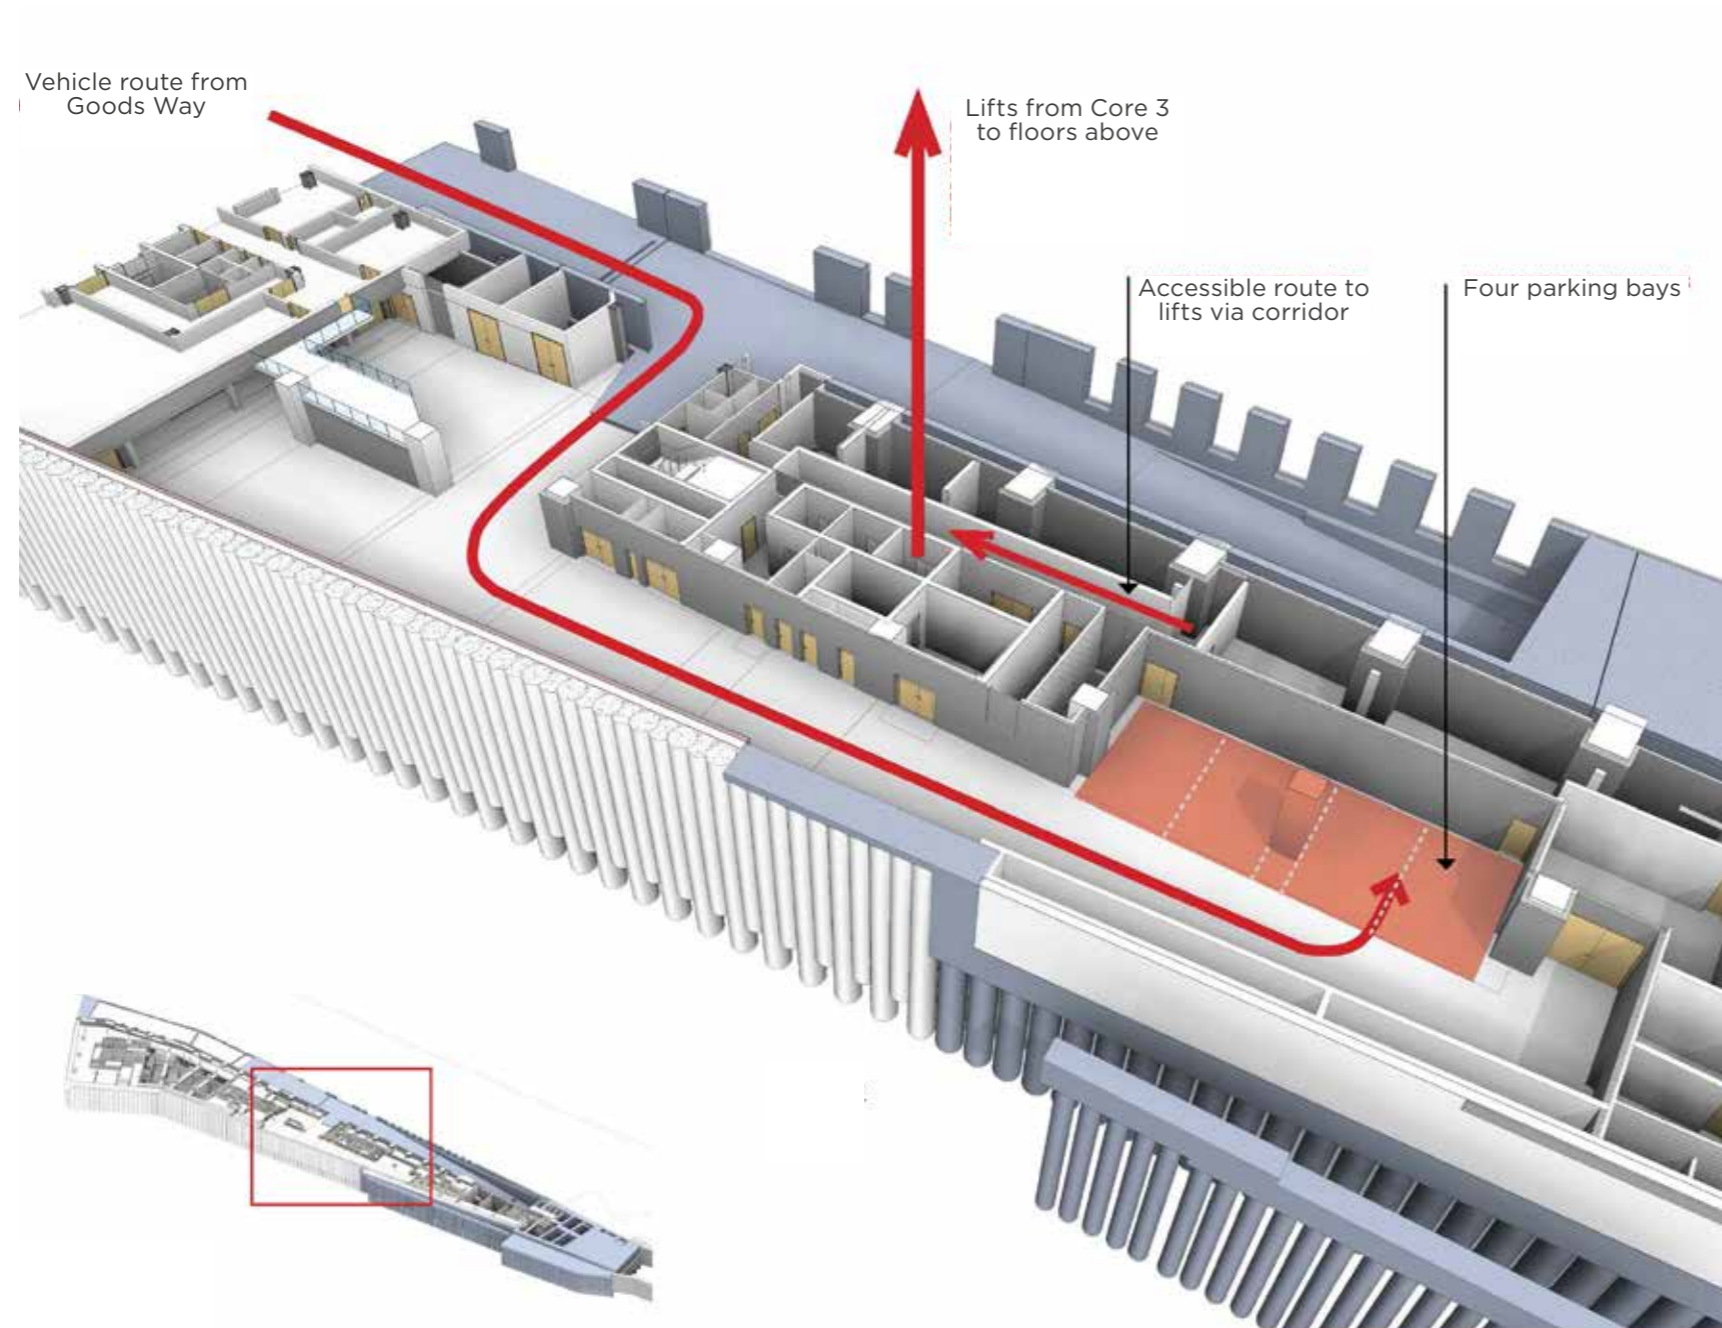 Vehicle route from
Goods Way
Lifts from Core 3
to floors above
Accessible route to
lifts via corridor
Four parking bays